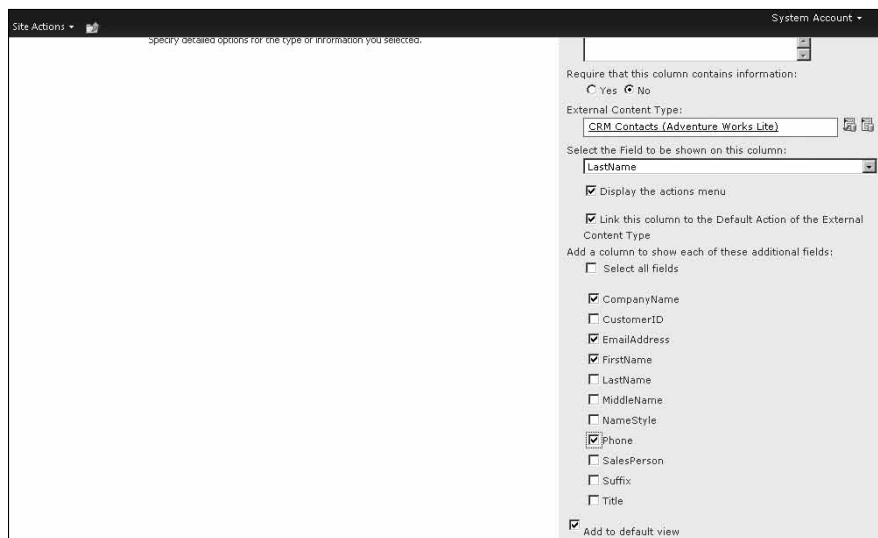 System Account
Site Actions
Specify detailed options for the type of information you selected.
Require that this column contains information:
Yes No
External Content Type:
CRM Contacts (Adventure Works Lite)
Select the Field to be shown on this column:
LastName
Display the actions menu
Link this column to the Default Action of the External
Content Type
Add a column to show each of these additional fields:
Select all fields
CompanyName
CustomerID
EmailAddress
FirstName
LastName
MiddleName
NameStyle
Phone
SalesPerson
Suffix
Title
Add to default view